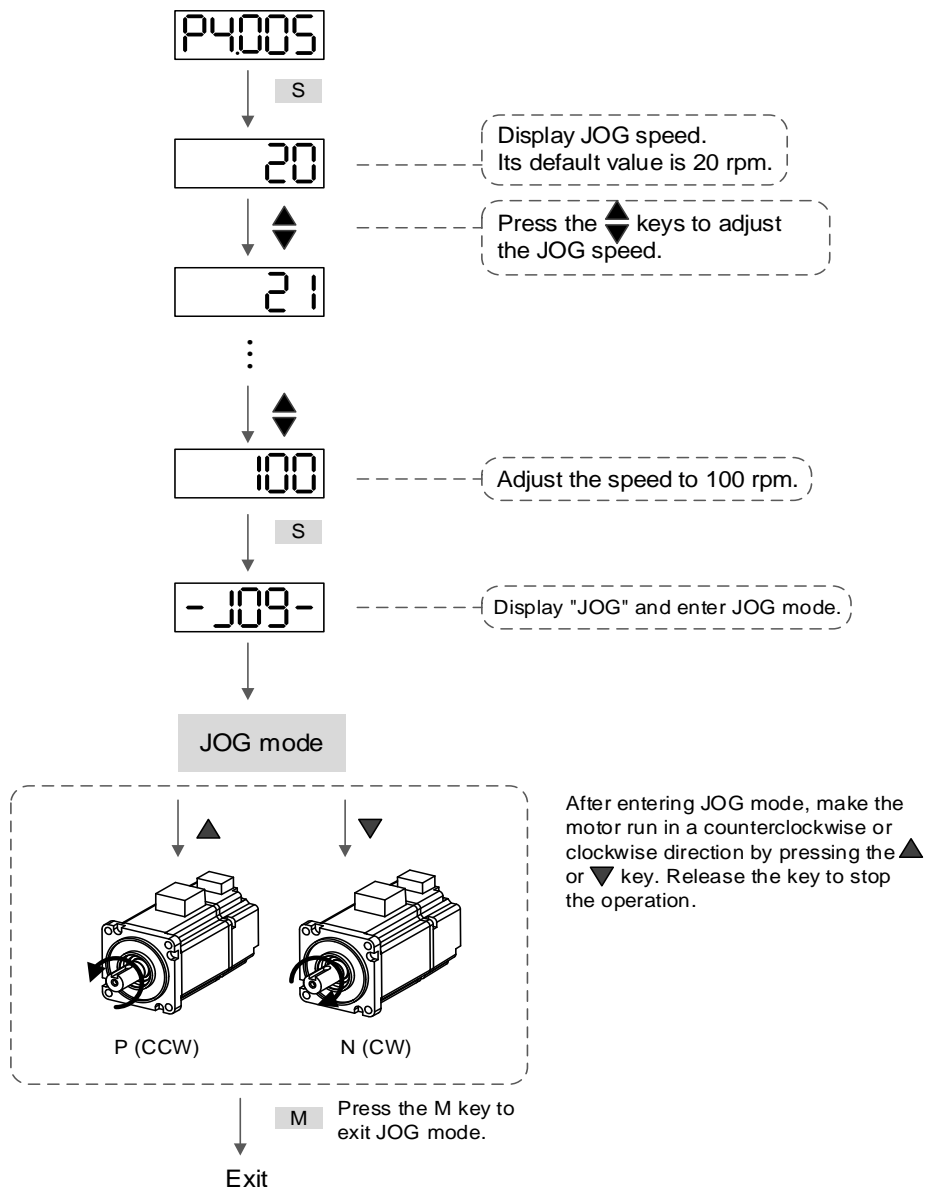 P4.005
S
20
Display JOG speed.
Its default value is 20 rpm.
Press the ▲▼ keys to adjust
the JOG speed.
21
⋮
100
Adjust the speed to 100 rpm.
S
-JOG-
Display "JOG" and enter JOG mode.
JOG mode
After entering JOG mode, make the
motor run in a counterclockwise or
clockwise direction by pressing the ▲
or ▼ key. Release the key to stop
the operation.
P (CCW)
N (CW)
M
Press the M key to
exit JOG mode.
Exit